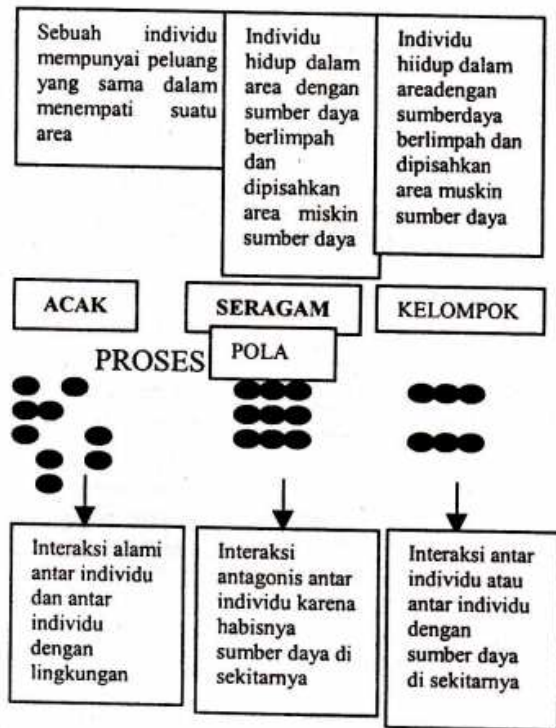 Sebuah individu
mempunyai peluang
yang sama dalam
menempati suatu
area
Individu
hidup dalam
area dengan
sumber daya
berlimpah
dan
dipisahkan
area miskin
sumber daya
Individu
hiidup dalam
areadengan
sumberdaya
berlimpah dan
dipisahkan
area muskin
sumber daya
ACAK
SERAGAM
KELOMPOK
PROSES
POLA
Interaksi alami
antar individu
dan antar
individu
dengan
lingkungan
Interaksi
antagonis antar
individu karena
habisnya
sumber daya di
sekitarnya
Interaksi antar
individu atau
antar individu
dengan
sumber daya
di sekitarnya